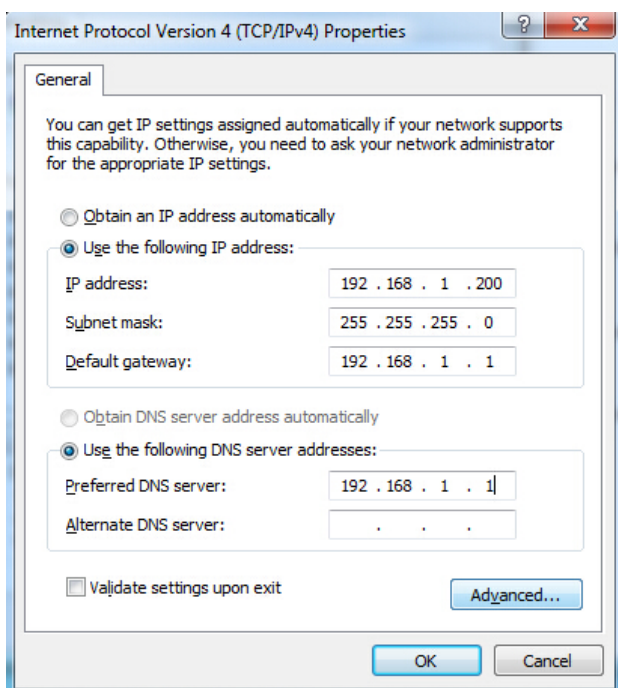 Internet Protocol Version 4 (TCP/IPv4) Properties
?
X
General
You can get IP settings assigned automatically if your network supports
this capability. Otherwise, you need to ask your network administrator
for the appropriate IP settings.
Obtain an IP address automatically
Use the following IP address:
IP address: 192 . 168 . 1 . 200
Subnet mask: 255 . 255 . 255 . 0
Default gateway: 192 . 168 . 1 . 1
Obtain DNS server address automatically
Use the following DNS server addresses:
Preferred DNS server: 192 . 168 . 1 . 1
Alternate DNS server: . . .
Validate settings upon exit
Advanced...
OK Cancel